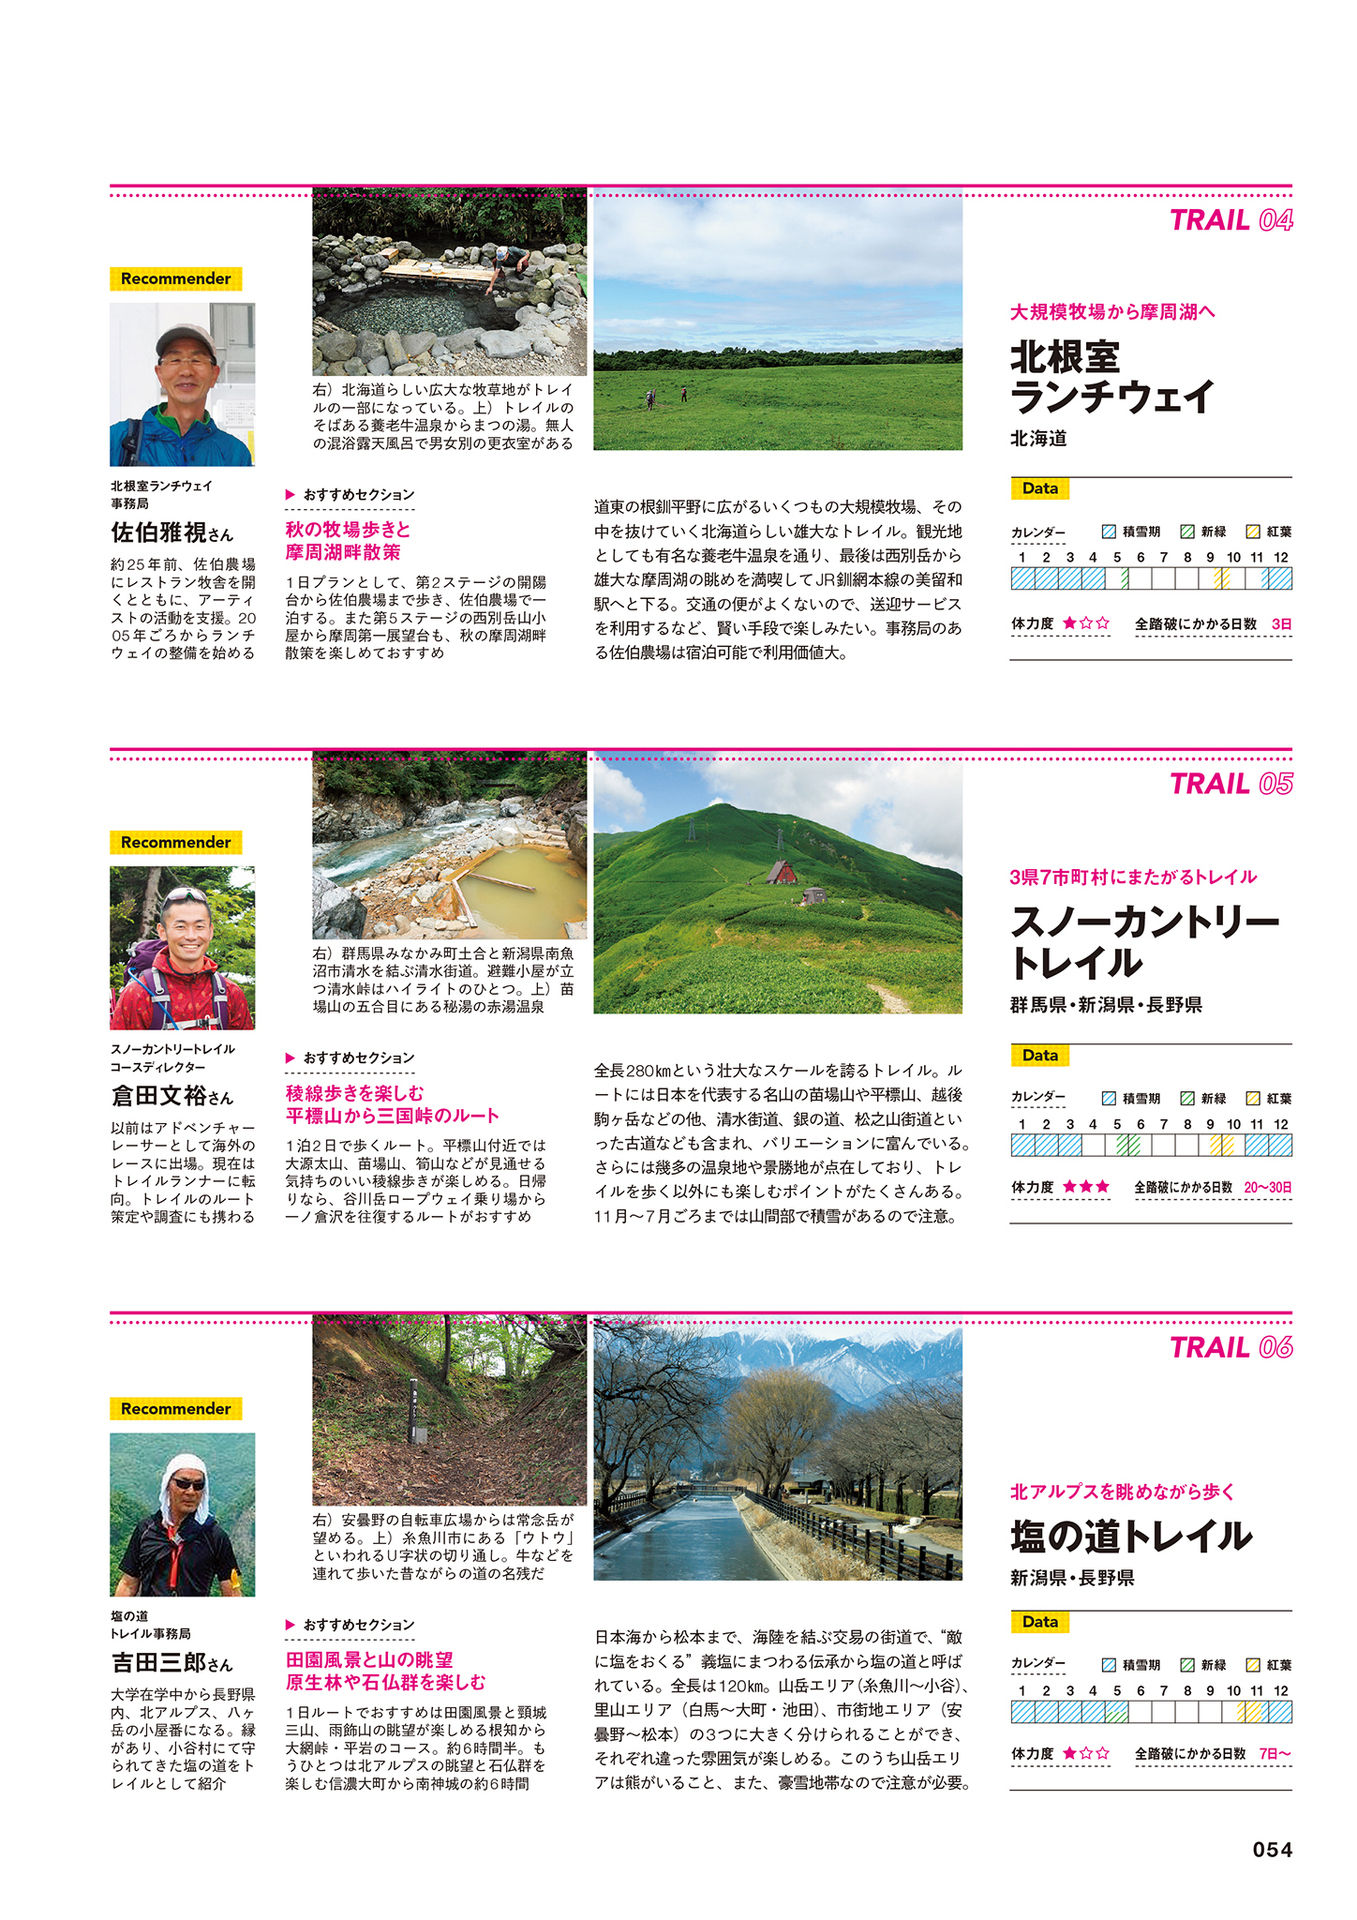 TRAIL 04
大規模牧場から摩周湖へ
北根室
ランチウェイ
北海道
Data
カレンダー 積雪期 新緑 紅葉
1 2 3 4 5 6 7 8 9 10 11 12
体力度 ★☆☆ 全踏破にかかる日数 3日
Recommender
北根室ランチウェイ
事務局
佐伯雅視さん
約25年前、佐伯農場
にレストラン牧舎を開
くとともに、アーティ
ストの活動を支援。20
05年ごろからランチ
ウェイの整備を始める
右）北海道らしい広大な牧草地がトレイ
ルの一部になっている。上）トレイルの
そばある養老牛温泉からまつの湯。無人
の混浴露天風呂で男女別の更衣室がある
▶ おすすめセクション
秋の牧場歩きと
摩周湖畔散策
1日プランとして、第2ステージの開陽
台から佐伯農場まで歩き、佐伯農場で一
泊する。また第5ステージの西別岳山小
屋から摩周第一展望台も、秋の摩周湖畔
散策を楽しめておすすめ
道東の根釧平野に広がるいくつもの大規模牧場、その
中を抜けていく北海道らしい雄大なトレイル。観光地
としても有名な養老牛温泉を通り、最後は西別岳から
雄大な摩周湖の眺めを満喫してJR釧網本線の美留和
駅へと下る。交通の便がよくないので、送迎サービス
を利用するなど、賢い手段で楽しみたい。事務局のあ
る佐伯農場は宿泊可能で利用価値大。
TRAIL 05
3県7市町村にまたがるトレイル
スノーカントリー
トレイル
群馬県・新潟県・長野県
Data
カレンダー 積雪期 新緑 紅葉
1 2 3 4 5 6 7 8 9 10 11 12
体力度 ★★★ 全踏破にかかる日数 20〜30日
Recommender
スノーカントリートレイル
コースディレクター
倉田文裕さん
以前はアドベンチャー
レーサーとして海外の
レースに出場。現在は
トレイルランナーに転
向。トレイルのルート
策定や調査にも携わる
右）群馬県みなかみ町土合と新潟県南魚
沼市清水を結ぶ清水街道。避難小屋が立
つ清水峠はハイライトのひとつ。上）苗
場山の五合目にある秘湯の赤湯温泉
▶ おすすめセクション
稜線歩きを楽しむ
平標山から三国峠のルート
1泊2日で歩くルート。平標山付近では
大源太山、苗場山、筍山などが見通せる
気持ちのいい稜線歩きが楽しめる。日帰
りなら、谷川岳ロープウェイ乗り場から
一ノ倉沢を往復するルートがおすすめ
全長280㎞という壮大なスケールを誇るトレイル。ル
ートには日本を代表する名山の苗場山や平標山、越後
駒ヶ岳などの他、清水街道、銀の道、松之山街道とい
った古道なども含まれ、バリエーションに富んでいる。
さらには幾多の温泉地や景勝地が点在しており、トレ
イルを歩く以外にも楽しむポイントがたくさんある。
11月〜7月ごろまでは山間部で積雪があるので注意。
TRAIL 06
北アルプスを眺めながら歩く
塩の道トレイル
新潟県・長野県
Data
カレンダー 積雪期 新緑 紅葉
1 2 3 4 5 6 7 8 9 10 11 12
体力度 ★☆☆ 全踏破にかかる日数 7日〜
Recommender
塩の道
トレイル事務局
吉田三郎さん
大学在学中から長野県
内、北アルプス、八ヶ
岳の小屋番になる。縁
があり、小谷村にて守
られてきた塩の道をト
レイルとして紹介
右）安曇野の自転車広場からは常念岳が
望める。上）糸魚川市にある「ウトウ」
といわれるU字状の切り通し。牛などを
連れて歩いた昔ながらの道の名残だ
▶ おすすめセクション
田園風景と山の眺望
原生林や石仏群を楽しむ
1日ルートでおすすめは田園風景と頸城
三山、雨飾山の眺望が楽しめる根知から
大網峠・平岩のコース。約6時間半。も
うひとつは北アルプスの眺望と石仏群を
楽しむ信濃大町から南神城の約6時間
日本海から松本まで、海陸を結ぶ交易の街道で、“敵
に塩をおくる”義塩にまつわる伝承から塩の道と呼ば
れている。全長は120㎞。山岳エリア（糸魚川〜小谷）、
里山エリア（白馬〜大町・池田）、市街地エリア（安
曇野〜松本）の3つに大きく分けられることができ、
それぞれ違った雰囲気が楽しめる。このうち山岳エリ
アは熊がいること、また、豪雪地帯なので注意が必要。
054